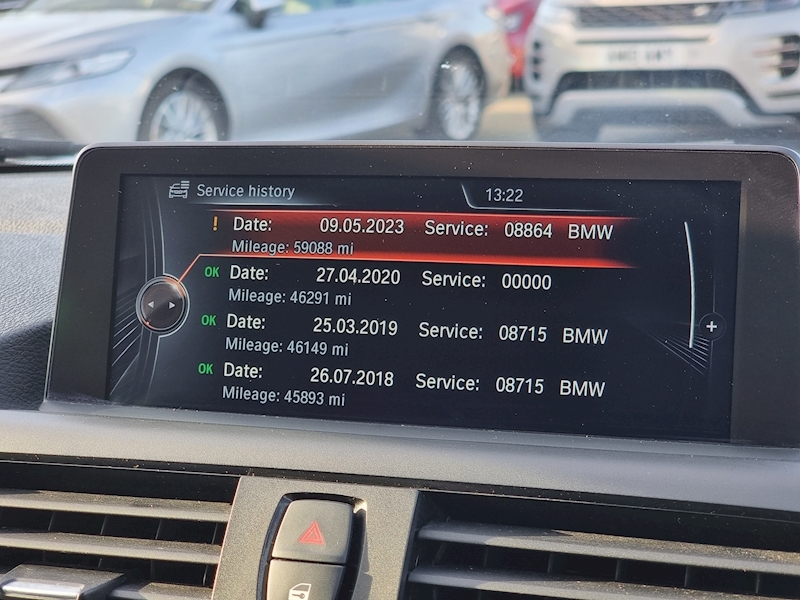 Service history 13:22
! Date: 09.05.2023 Service: 08864 BMW
Mileage: 59088 mi
OK Date: 27.04.2020 Service: 00000
Mileage: 46291 mi
OK Date: 25.03.2019 Service: 08715 BMW
Mileage: 46149 mi
OK Date: 26.07.2018 Service: 08715 BMW
Mileage: 45893 mi